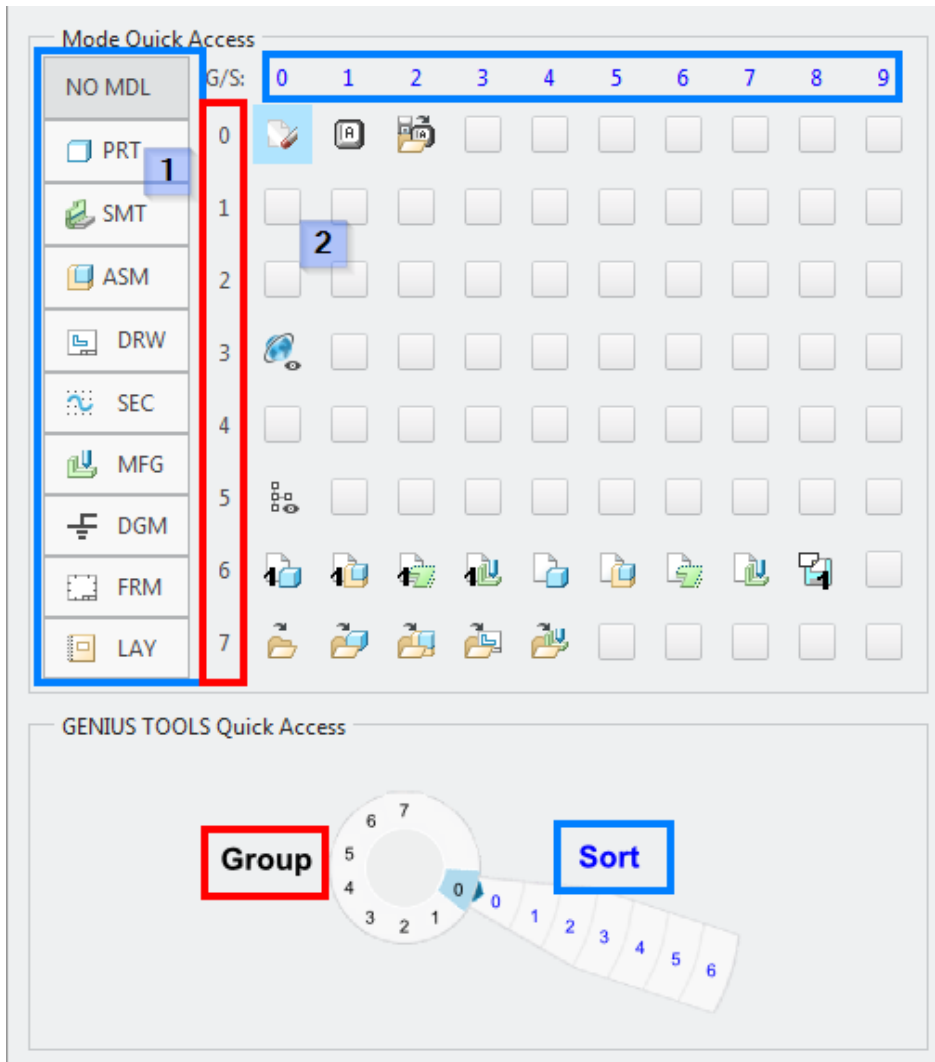 Mode Quick Access
NO MDL G/S: 0 1 2 3 4 5 6 7 8 9
0
PRT
1
SMT 1
2
ASM 2
DRW 3
SEC
4
MFG
5
DGM
FRM 6
LAY 7
GENIUS TOOLS Quick Access
Group
Sort
7
6
5
4
3
2
1
0
0
1
2
3
4
5
6